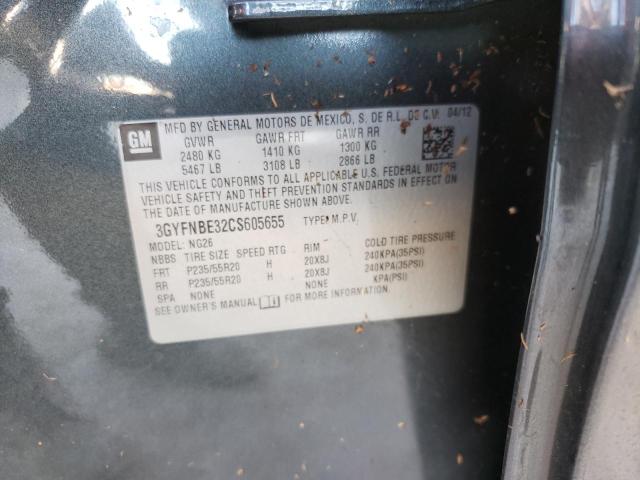 GM
MFD BY GENERAL MOTORS DE MEXICO, S. DE R.L. DE C.V. 04/12
GVWR GAWR FRT GAWR RR
2480 KG 1410 KG 1300 KG
5467 LB 3108 LB 2866 LB
THIS VEHICLE CONFORMS TO ALL APPLICABLE U.S. FEDERAL MOTOR
VEHICLE SAFETY AND THEFT PREVENTION STANDARDS IN EFFECT ON
THE DATE OF MANUFACTURE SHOWN ABOVE.
3GYFNBE32CS605655 TYPE: M.P.V.
MODEL: NG26
NBBS TIRE SIZE SPEED RTG RIM COLD TIRE PRESSURE
FRT P235/55R20 H 20X8J 240KPA(35PSI)
RR P235/55R20 H 20X8J 240KPA(35PSI)
SPA NONE NONE KPA(PSI)
SEE OWNER'S MANUAL FOR MORE INFORMATION.